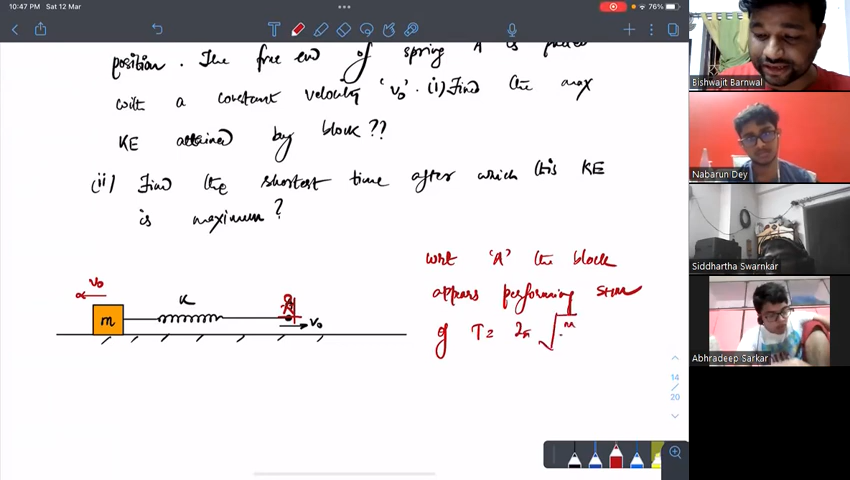 10:47 PM Sat 12 Mar
76%
position. The free end of spring A is
with a constant velocity 'v0'. (i) Find the max
KE attained by block??
(ii) Find the shortest time after which this KE
is maximum?
v0
K
m
A
v0
wrt 'A' the block
appears performing SHM
of T = 2π √m
14
20
Bishwajit Barnwal
Nabarun Dey
Siddhartha Swarnkar
Abhradeep Sarkar